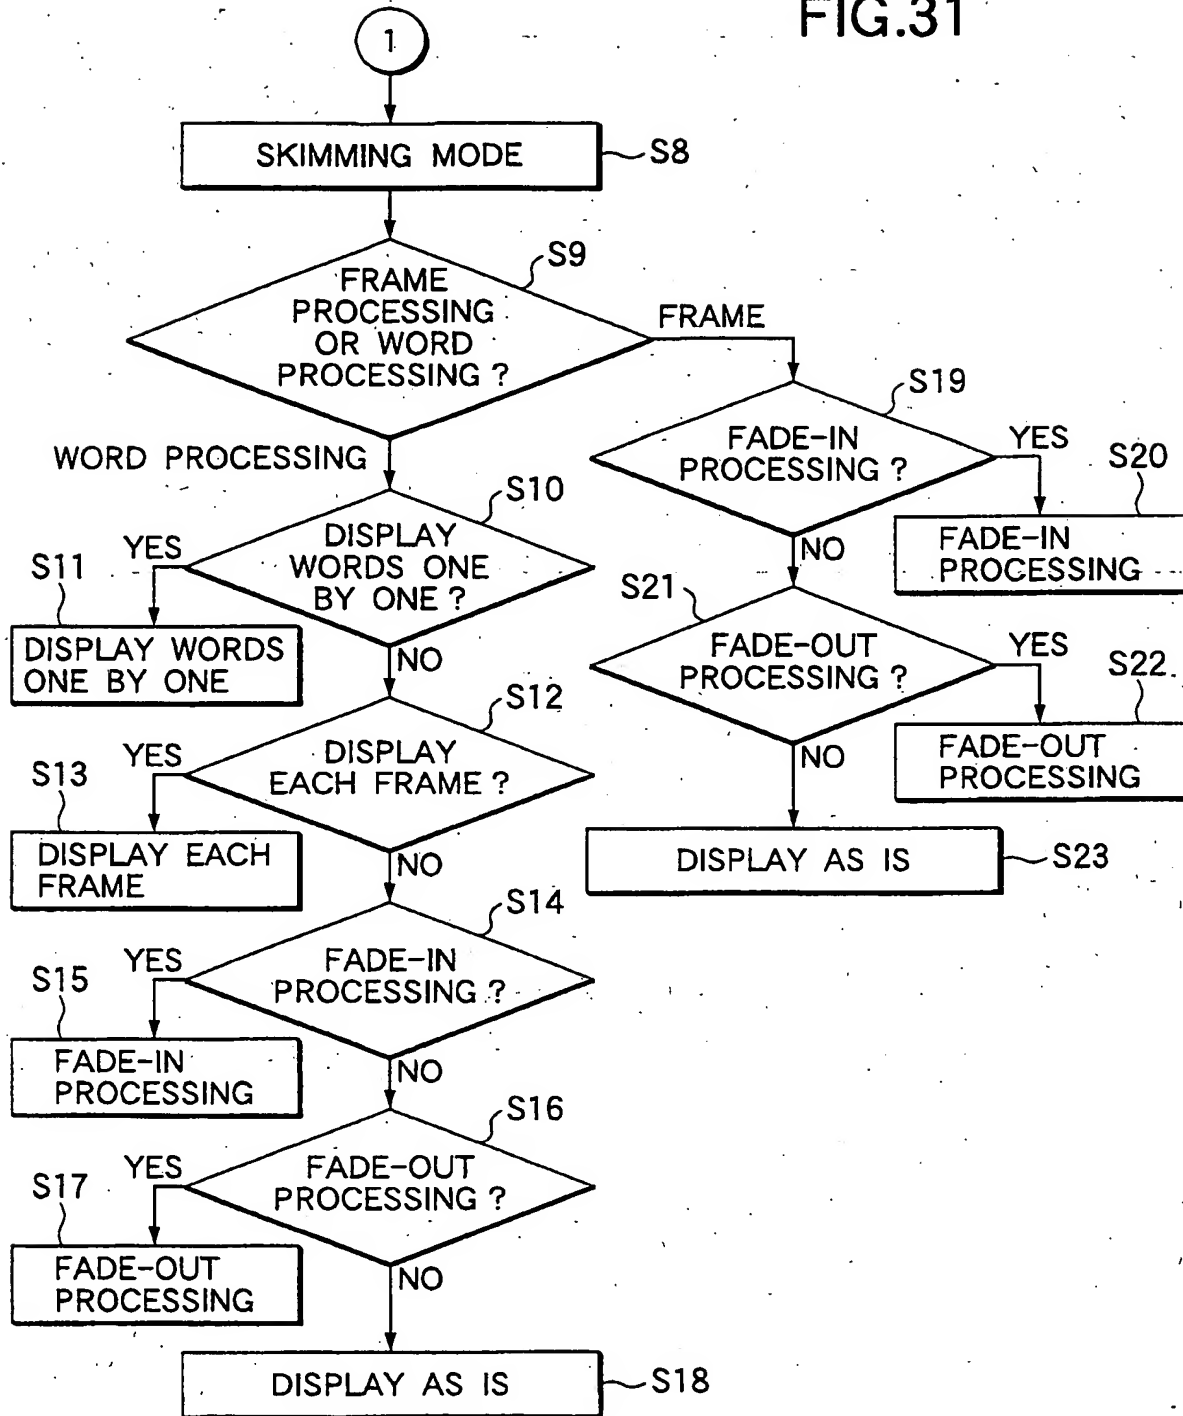 FIG.31
1
SKIMMING MODE
S8
S9
FRAME
PROCESSING
OR WORD
PROCESSING ?
FRAME
WORD PROCESSING
S19
FADE-IN
PROCESSING ?
YES
S20
FADE-IN
PROCESSING
NO
S10
DISPLAY
WORDS ONE
BY ONE ?
YES
S11
DISPLAY WORDS
ONE BY ONE
NO
S21
FADE-OUT
PROCESSING ?
YES
S22
FADE-OUT
PROCESSING
NO
S12
DISPLAY
EACH FRAME ?
YES
S13
DISPLAY EACH
FRAME
NO
DISPLAY AS IS
S23
S14
FADE-IN
PROCESSING ?
YES
S15
FADE-IN
PROCESSING
NO
S16
FADE-OUT
PROCESSING ?
YES
S17
FADE-OUT
PROCESSING
NO
DISPLAY AS IS
S18